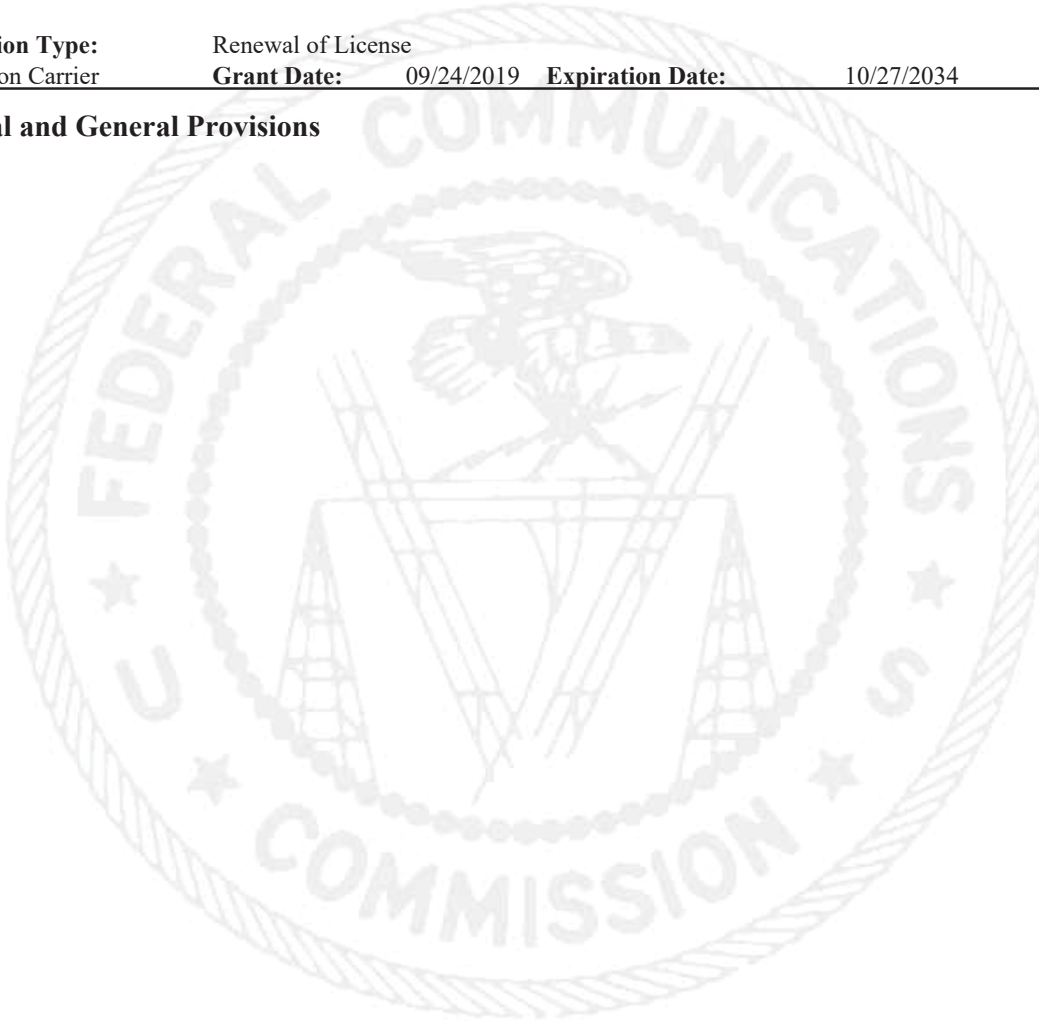 ion Type: Renewal of License
on Carrier Grant Date: 09/24/2019 Expiration Date: 10/27/2034
al and General Provisions
FEDERAL COMMUNICATIONS
U S
COMMISSION